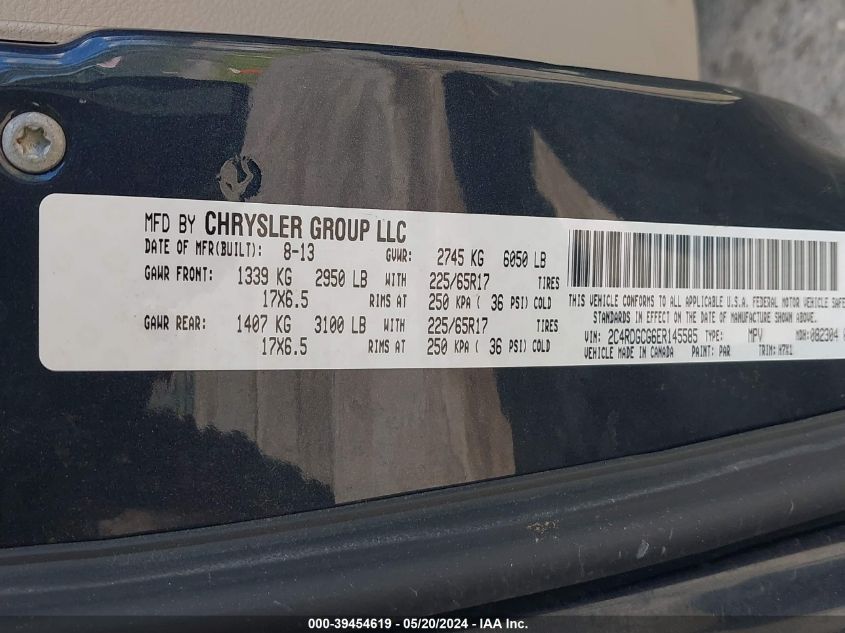 MFD BY CHRYSLER GROUP LLC
DATE OF MFR(BUILT): 8-13 GVWR: 2745 KG 6050 LB
GAWR FRONT: 1339 KG 2950 LB WITH 225/65R17 TIRES
17X6.5 RIMS AT 250 KPA ( 36 PSI) COLD
GAWR REAR: 1407 KG 3100 LB WITH 225/65R17 TIRES
17X6.5 RIMS AT 250 KPA ( 36 PSI) COLD
THIS VEHICLE CONFORMS TO ALL APPLICABLE U.S.A. FEDERAL MOTOR VEHICLE SAFE
STANDARDS IN EFFECT ON THE DATE OF MANUFACTURE SHOWN ABOVE.
VIN: 2C4RDGCG6ER145585 TYPE: MPV MDH:082304
VEHICLE MADE IN CANADA PAINT: PAR TRIM:
000-39454619 — 05/20/2024 — IAA Inc.